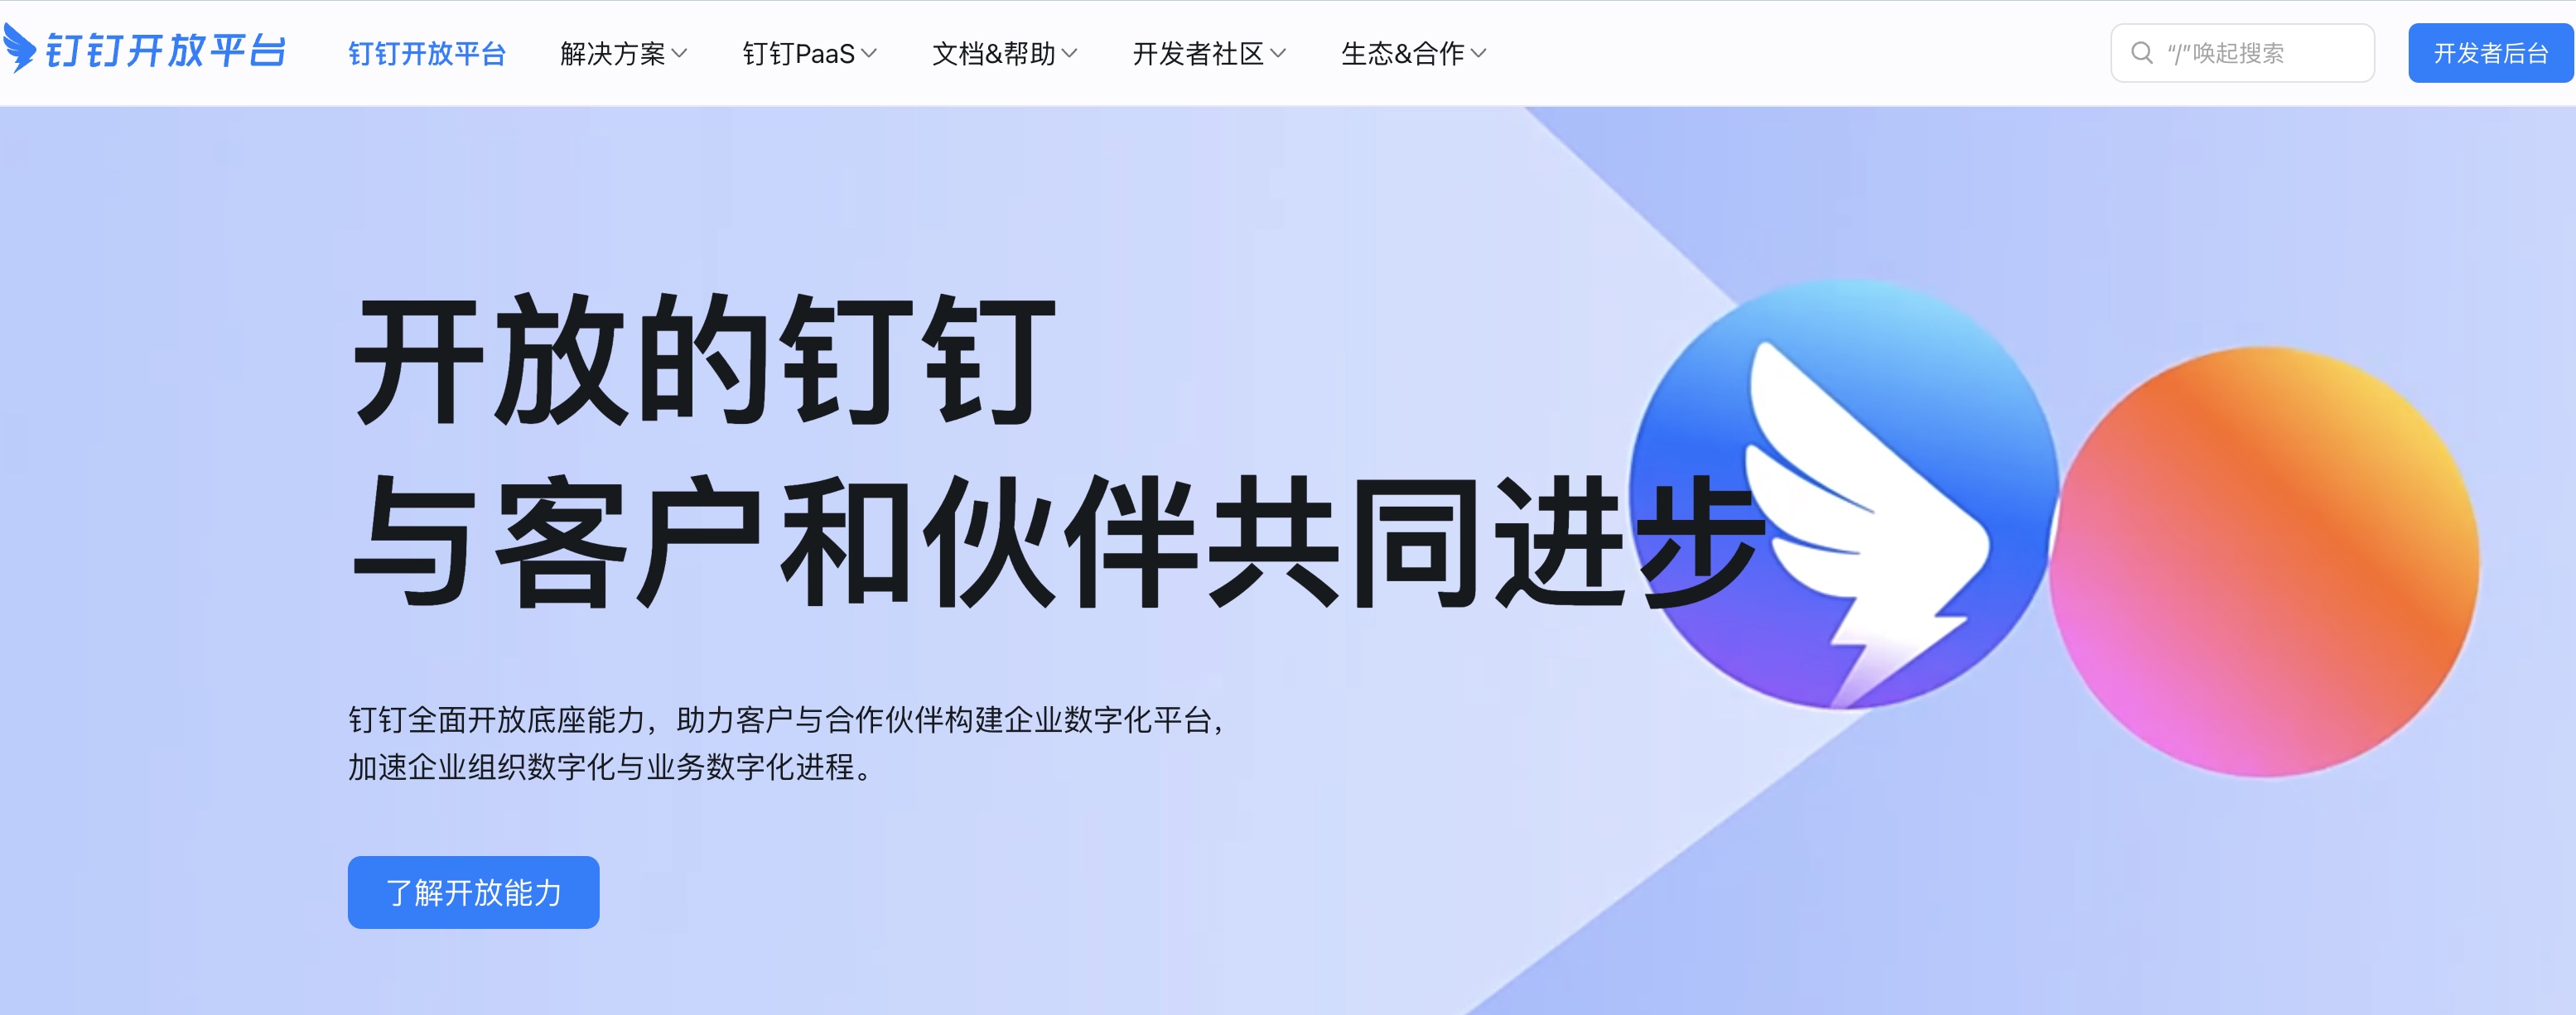 钉钉开放平台 钉钉开放平台 解决方案 钉钉PaaS 文档&帮助 开发者社区 生态&合作 “/”唤起搜索 开发者后台
开放的钉钉
与客户和伙伴共同进步
钉钉全面开放底座能力，助力客户与合作伙伴构建企业数字化平台，
加速企业组织数字化与业务数字化进程。
了解开放能力